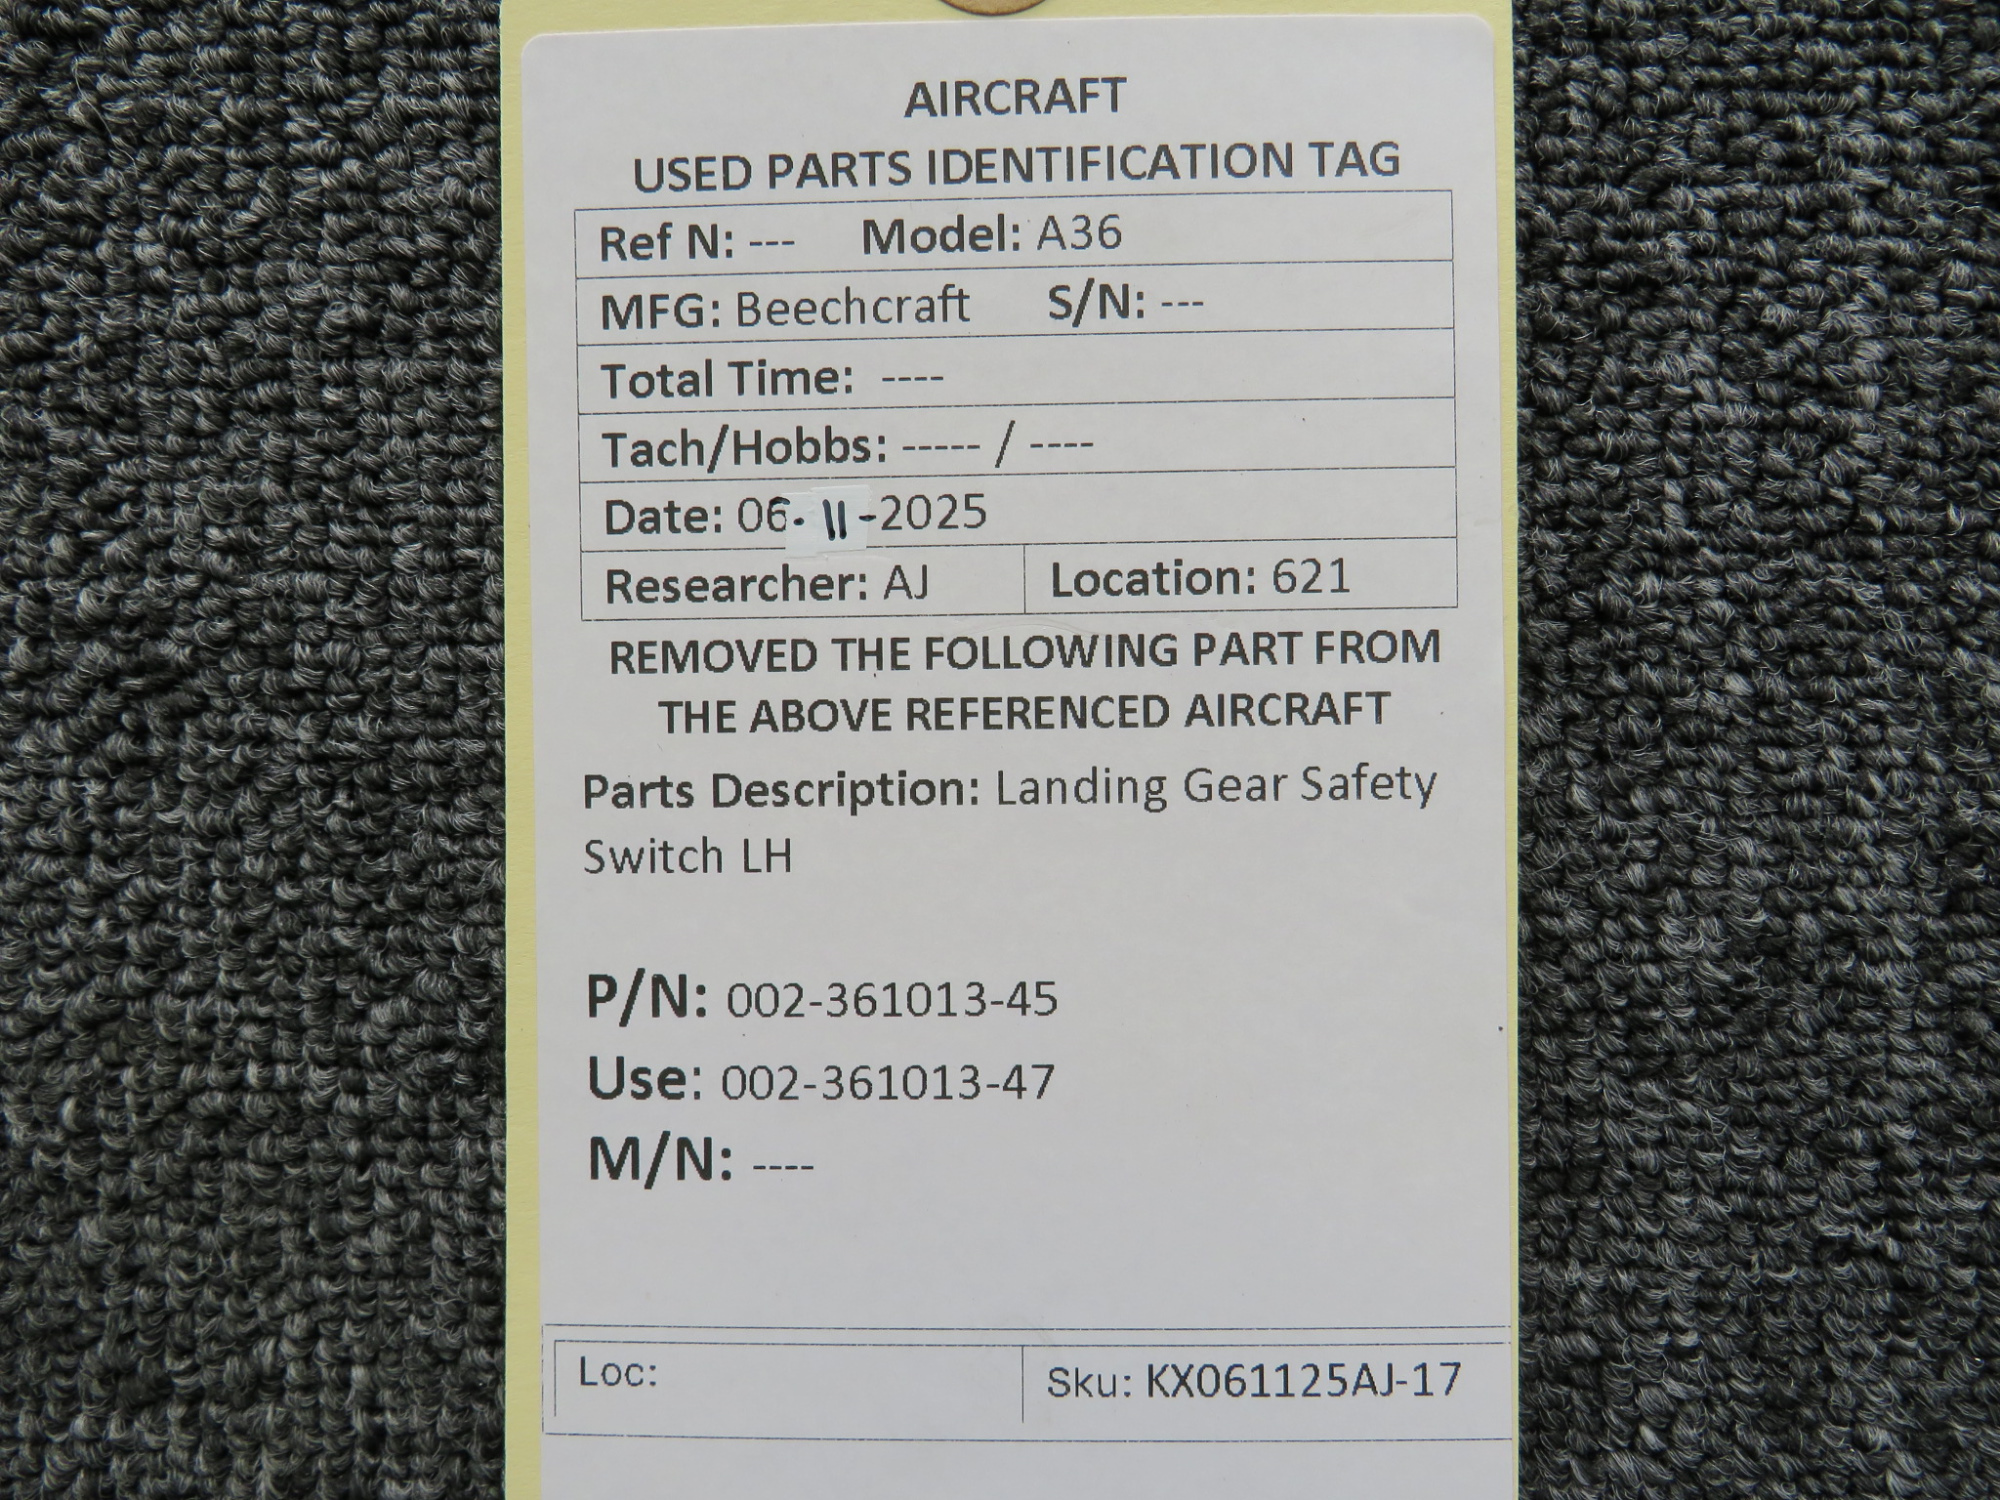 AIRCRAFT
USED PARTS IDENTIFICATION TAG
Ref N: --- Model: A36
MFG: Beechcraft S/N: ---
Total Time: ----
Tach/Hobbs: ----- / ----
Date: 06-11-2025
Researcher: AJ Location: 621
REMOVED THE FOLLOWING PART FROM
THE ABOVE REFERENCED AIRCRAFT
Parts Description: Landing Gear Safety
Switch LH
P/N: 002-361013-45
Use: 002-361013-47
M/N: ----
Loc: Sku: KX061125AJ-17